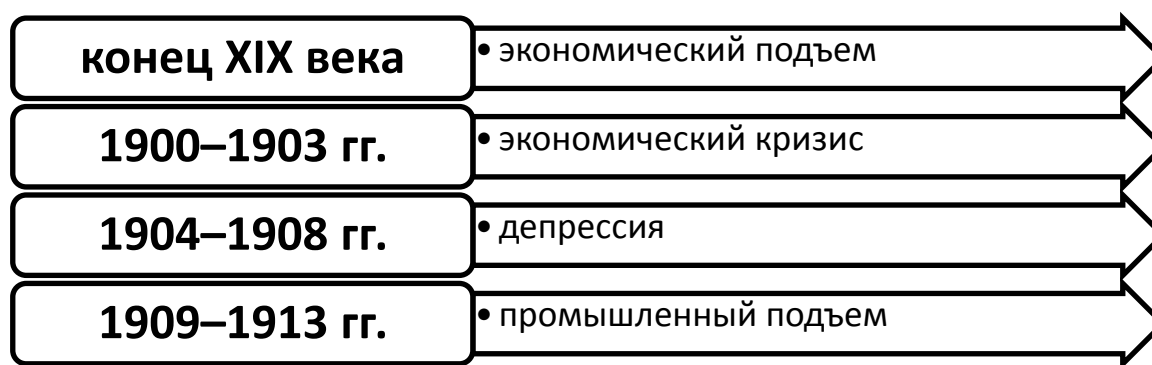 конец XIX века
• экономический подъем
1900–1903 гг.
• экономический кризис
1904–1908 гг.
• депрессия
1909–1913 гг.
• промышленный подъем